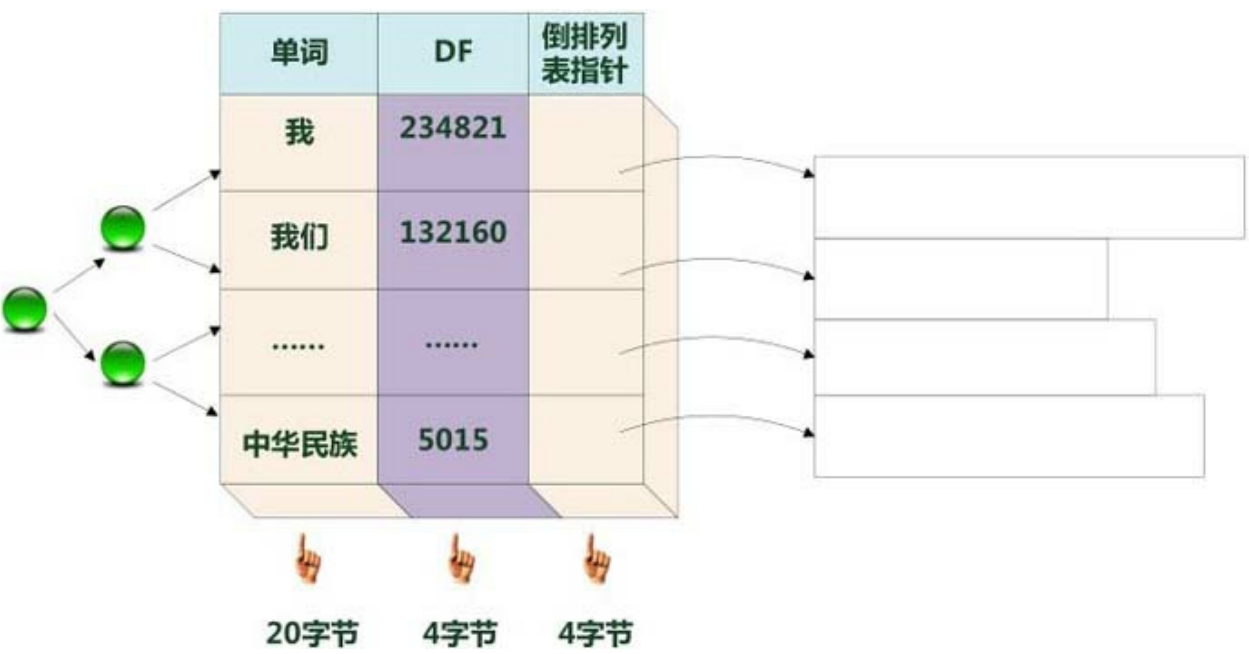 单词 DF 倒排列
表指针
我 234821
我们 132160
…… ……
中华民族 5015
20字节 4字节 4字节